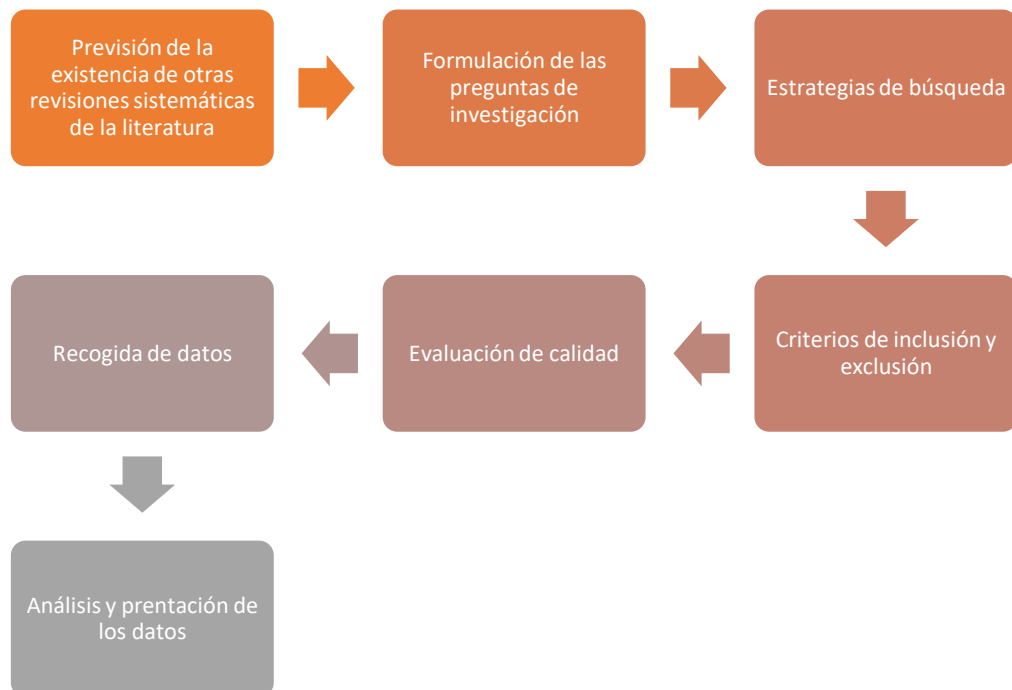 Previsión de la
existencia de otras
revisiones sistemáticas
de la literatura
Formulación de las
preguntas de
investigación
Estrategias de búsqueda
Criterios de inclusión y
exclusión
Evaluación de calidad
Recogida de datos
Análisis y prentación de
los datos